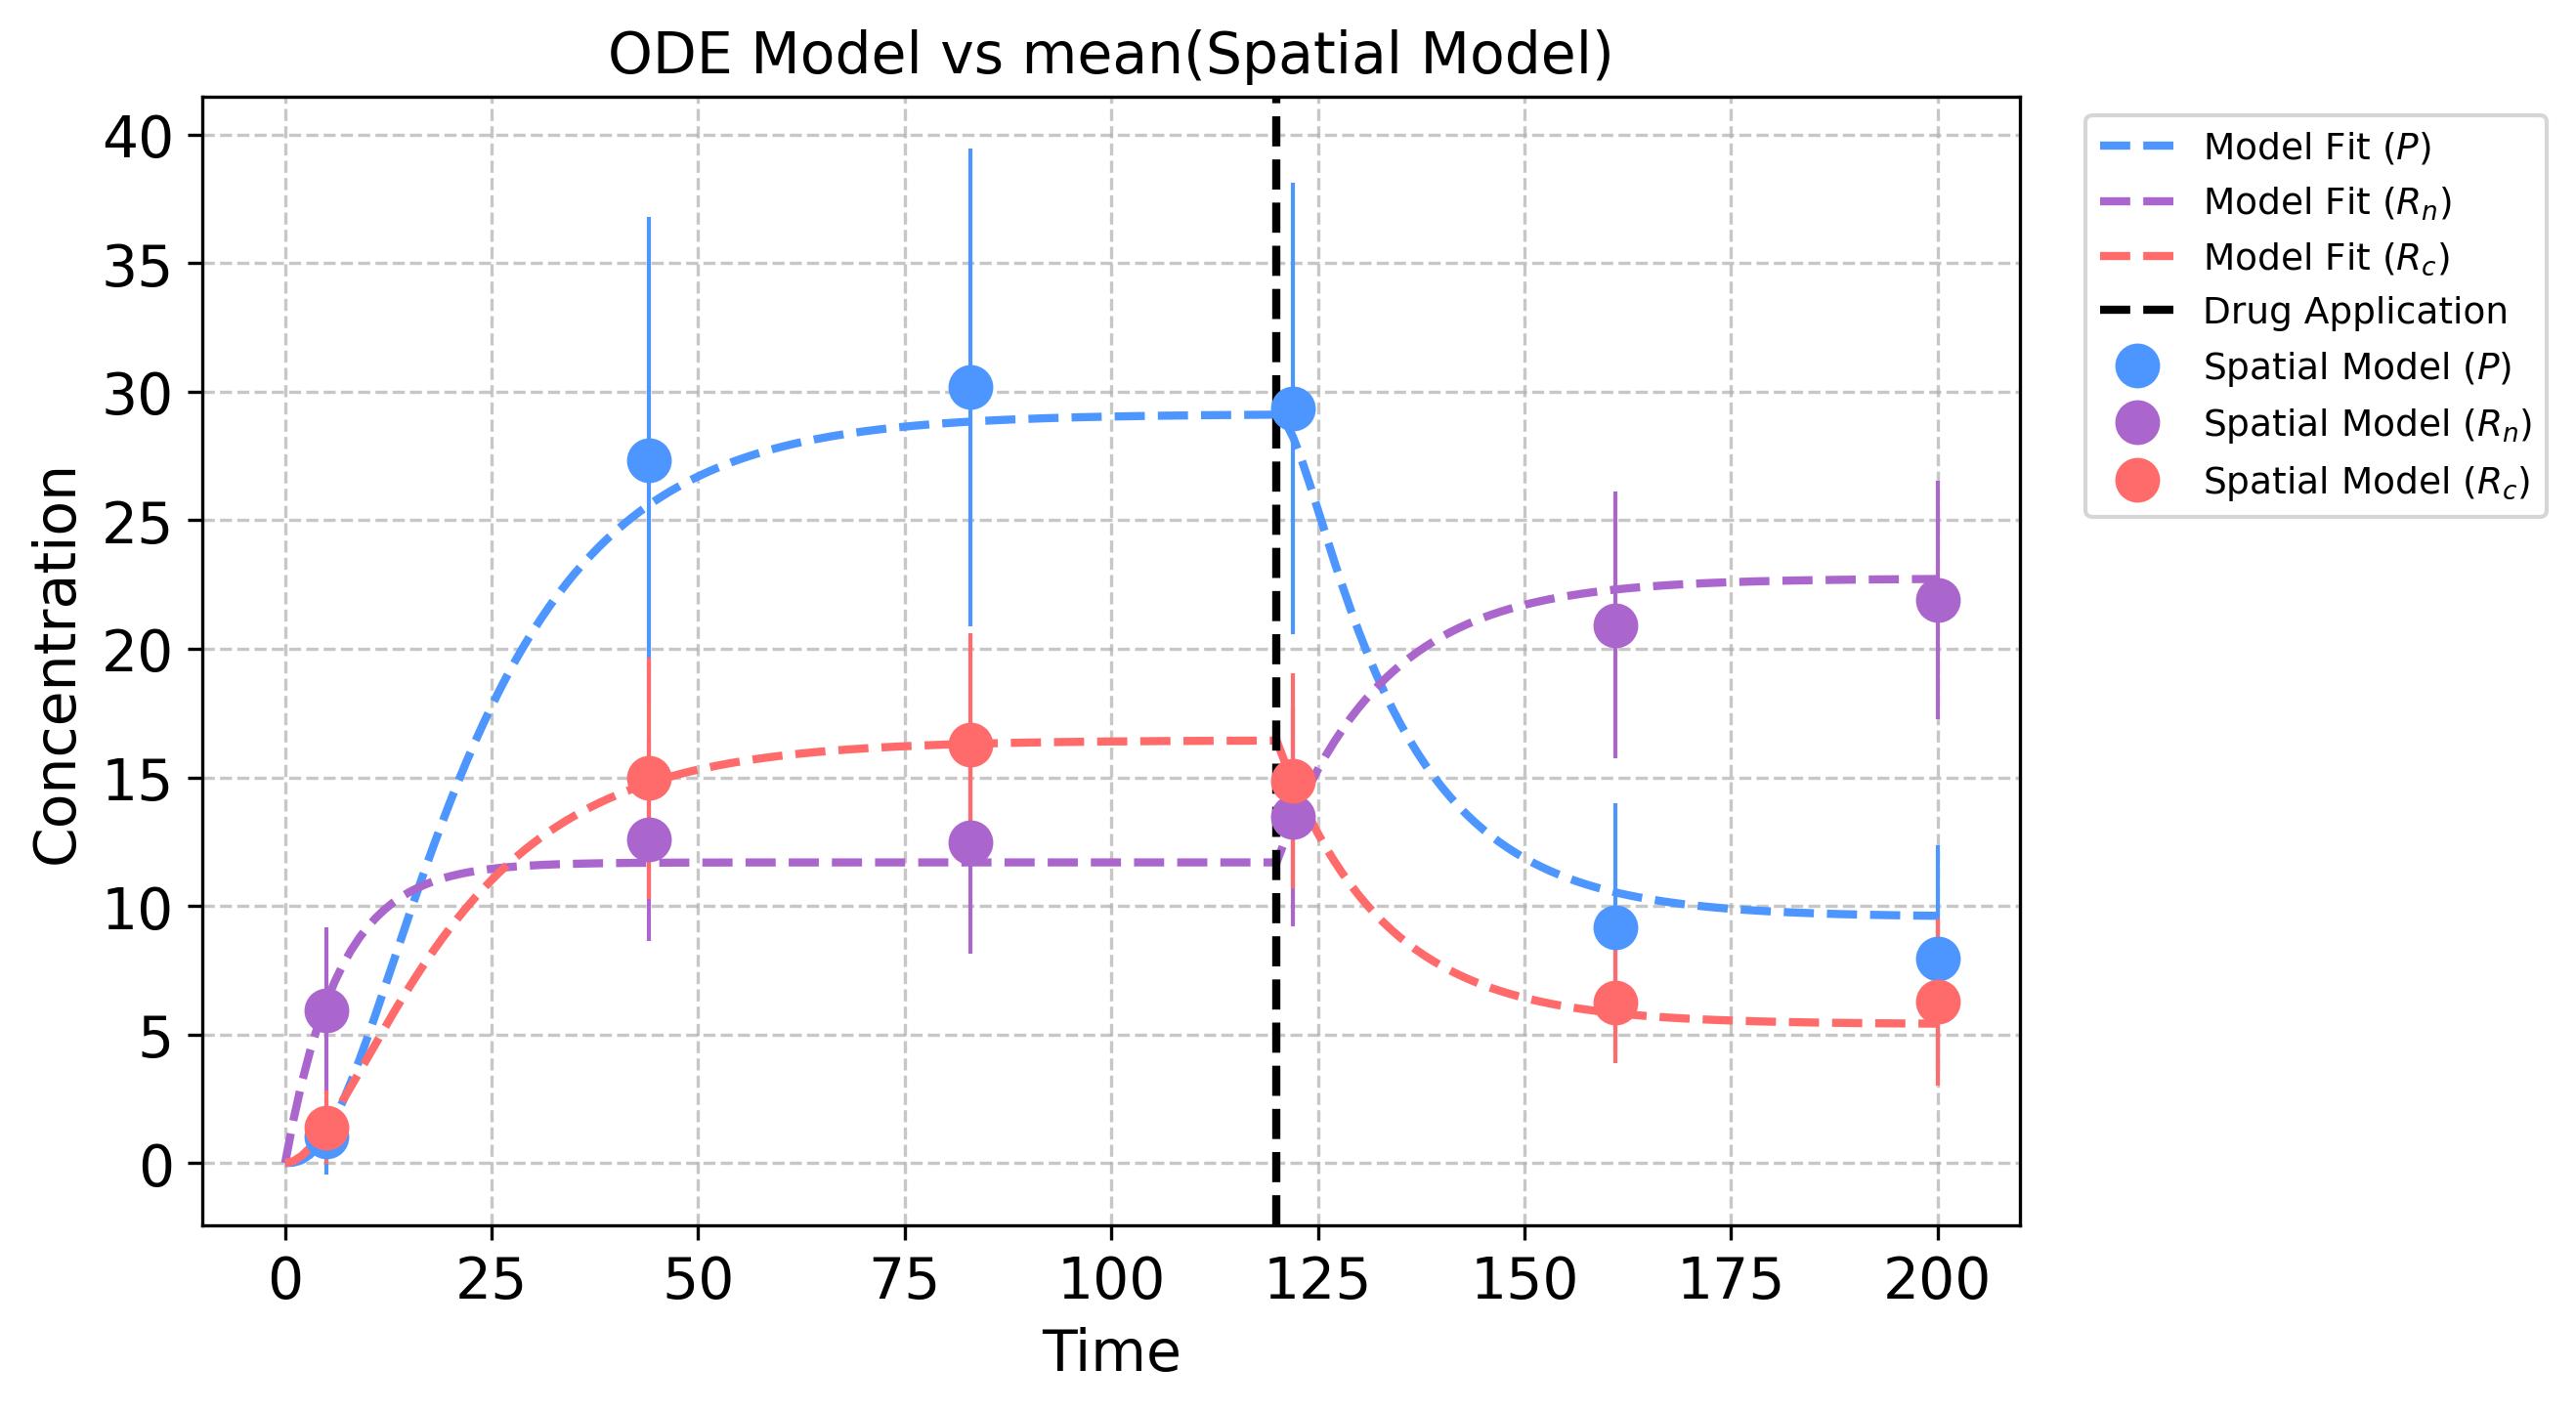 ODE Model vs mean(Spatial Model)
40
35
30
25
20
15
10
5
0
Concentration
0 25 50 75 100 125 150 175 200
Time
Model Fit (P)
Model Fit (Rₙ)
Model Fit (R_c)
Drug Application
Spatial Model (P)
Spatial Model (Rₙ)
Spatial Model (R_c)